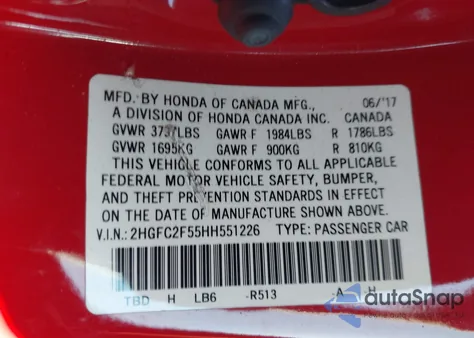 MFD. BY HONDA OF CANADA MFG., 06/'17
A DIVISION OF HONDA CANADA INC. CANADA
GVWR 3737LBS GAWR F 1984LBS R 1786LBS
GVWR 1695KG GAWR F 900KG R 810KG
THIS VEHICLE CONFORMS TO ALL APPLICABLE
FEDERAL MOTOR VEHICLE SAFETY, BUMPER,
AND THEFT PREVENTION STANDARDS IN EFFECT
ON THE DATE OF MANUFACTURE SHOWN ABOVE.
V.I.N.: 2HGFC2F55HH551226 TYPE: PASSENGER CAR
TBD H LB6 -R513 -A -H
autoSnap